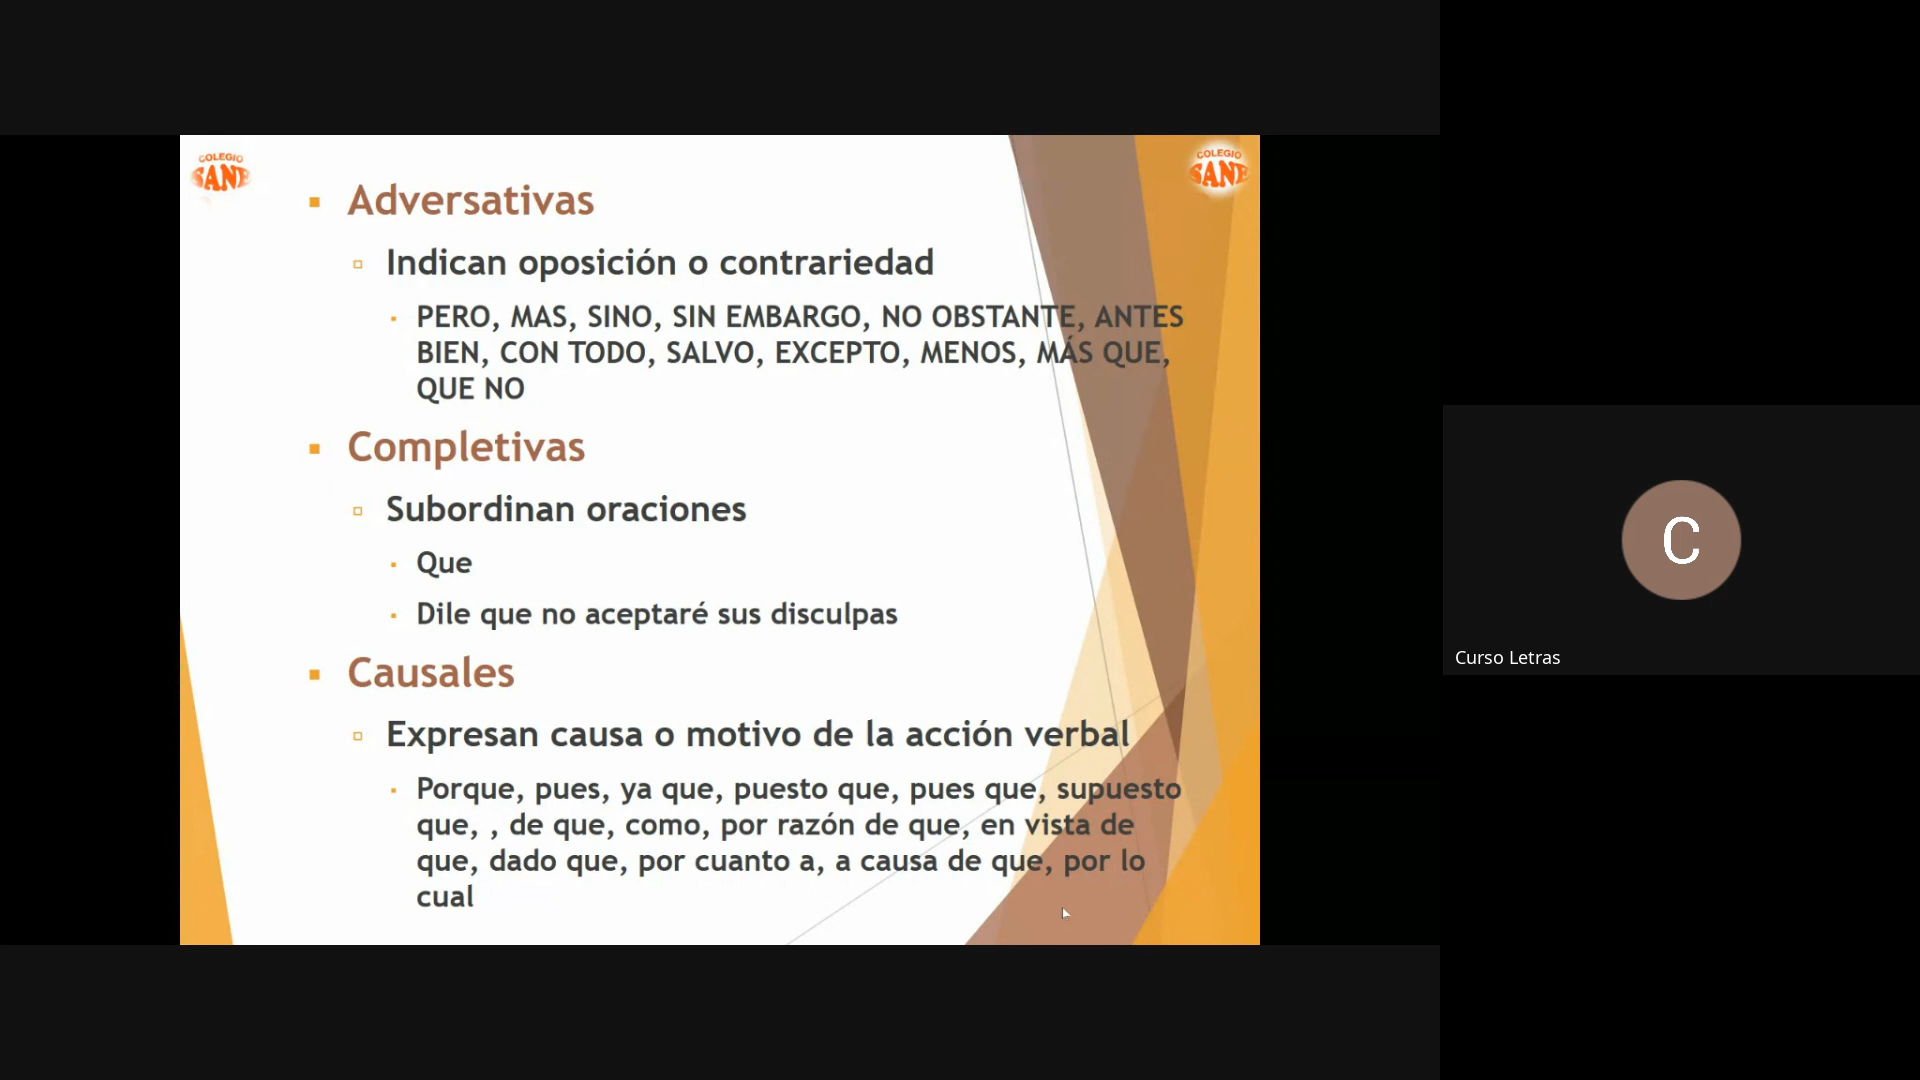 COLEGIO
SANE
COLEGIO
SANE
Adversativas
Indican oposición o contrariedad
PERO, MAS, SINO, SIN EMBARGO, NO OBSTANTE, ANTES
BIEN, CON TODO, SALVO, EXCEPTO, MENOS, MÁS QUE,
QUE NO
Completivas
Subordinan oraciones
Que
Dile que no aceptaré sus disculpas
Causales
Expresan causa o motivo de la acción verbal
Porque, pues, ya que, puesto que, pues que, supuesto
que, , de que, como, por razón de que, en vista de
que, dado que, por cuanto a, a causa de que, por lo
cual
C
Curso Letras